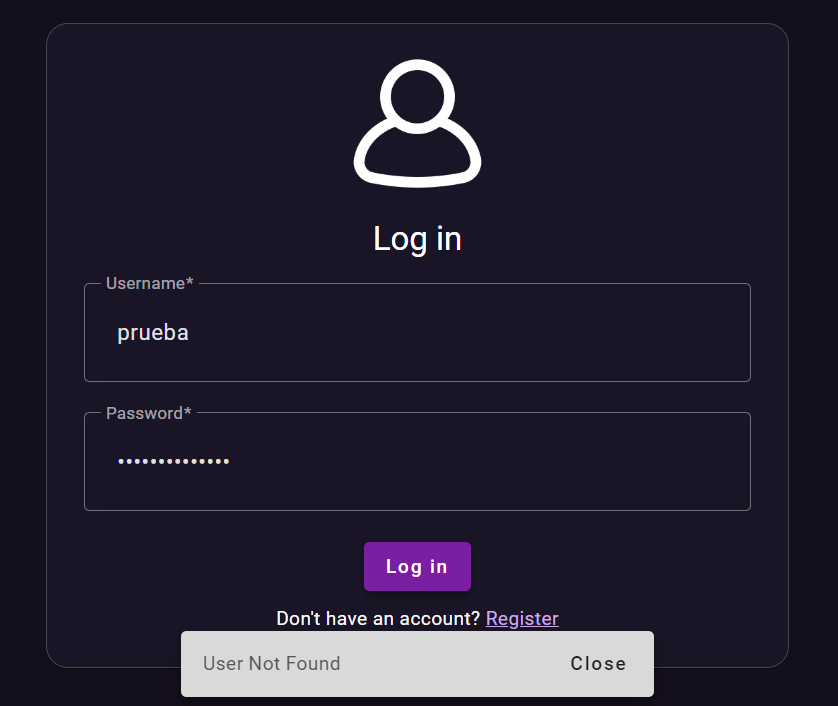 Log in
Username*
prueba
Password*
••••••••••••••
Log in
Don't have an account? Register
User Not Found Close